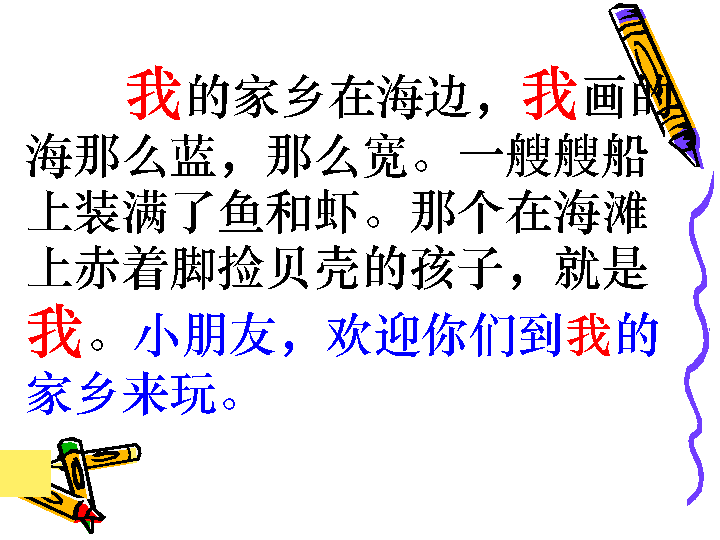 我的家乡在海边，我画的
海那么蓝，那么宽。一艘艘船
上装满了鱼和虾。那个在海滩
上赤着脚捡贝壳的孩子，就是
我。小朋友，欢迎你们到我的
家乡来玩。